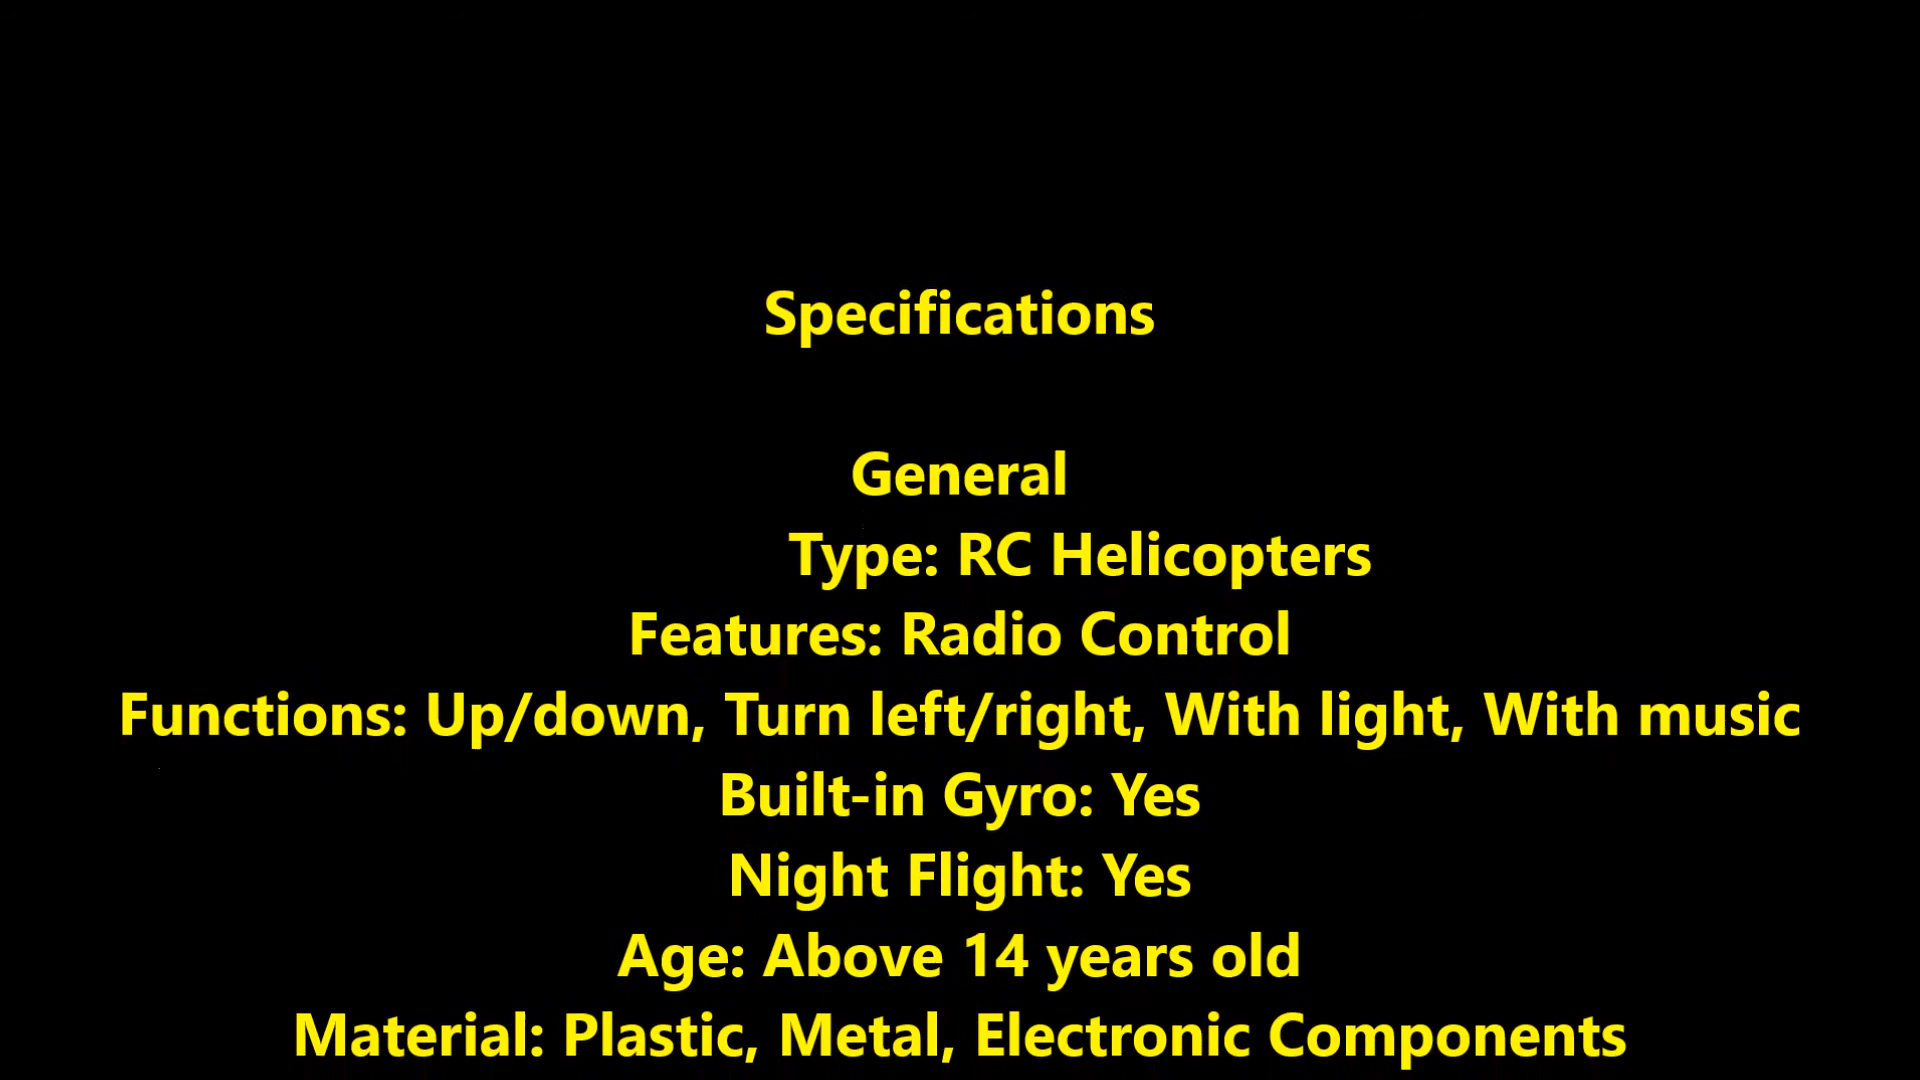 Specifications
General
Type: RC Helicopters
Features: Radio Control
Functions: Up/down, Turn left/right, With light, With music
Built-in Gyro: Yes
Night Flight: Yes
Age: Above 14 years old
Material: Plastic, Metal, Electronic Components